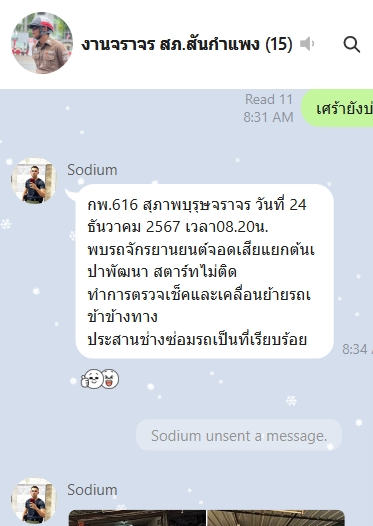 งานจราจร สภ.สันกำแพง (15)
Read 11
8:31 AM
เศร้ายัง
Sodium
กพ.616 สุภาพบุรุษจราจร วันที่ 24
ธันวาคม 2567 เวลา08.20น.
พบรถจักรยานยนต์จอดเสียแยกต้นเ
ปาพัฒนา สตาร์ทไม่ติด
ทำการตรวจเช็คและเคลื่อนย้ายรถเ
ข้าข้างทาง
ประสานช่างซ่อมรถเป็นที่เรียบร้อย
8:34
Sodium unsent a message.
Sodium